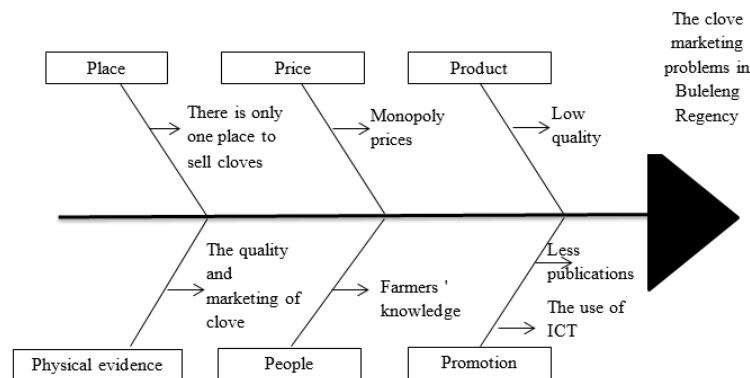 The clove
marketing
problems in
Buleleng
Regency
Place
Price
Product
There is only
one place to
sell cloves
Monopoly
prices
Low
quality
The quality
and
marketing of
clove
Farmers '
knowledge
Less
publications
The use of
ICT
Physical evidence
People
Promotion